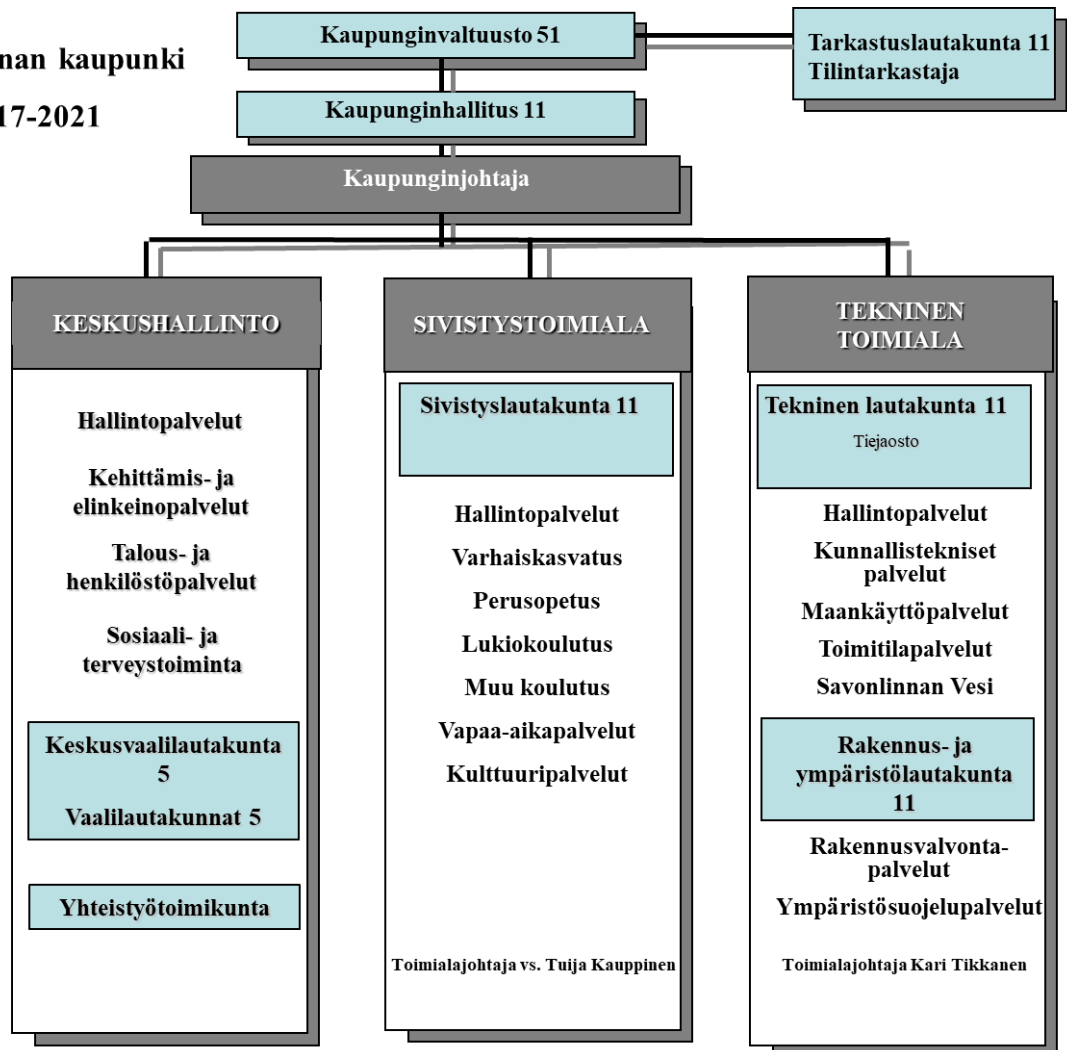 Kaupunginvaltuusto 51
Tarkastuslautakunta 11
Tilintarkastaja
nan kaupunki
17-2021
Kaupunginhallitus 11
Kaupunginjohtaja
KESKUSHALLINTO
Hallintopalvelut
Kehittämis- ja
elinkeinopalvelut
Talous- ja
henkilöstöpalvelut
Sosiaali- ja
terveystoiminta
Keskusvaalilautakunta
5
Vaalilautakunnat 5
Yhteistyötoimikunta
SIVISTYSTOIMIALA
Sivistyslautakunta 11
Hallintopalvelut
Varhaiskasvatus
Perusopetus
Lukiokoulutus
Muu koulutus
Vapaa-aikapalvelut
Kulttuuripalvelut
Toimialajohtaja vs. Tuija Kauppinen
TEKNINEN
TOIMIALA
Tekninen lautakunta 11
Tiejaosto
Hallintopalvelut
Kunnallistekniset
palvelut
Maankäyttöpalvelut
Toimitilapalvelut
Savonlinnan Vesi
Rakennus- ja
ympäristölautakunta
11
Rakennusvalvonta-
palvelut
Ympäristösuojelupalvelut
Toimialajohtaja Kari Tikkanen